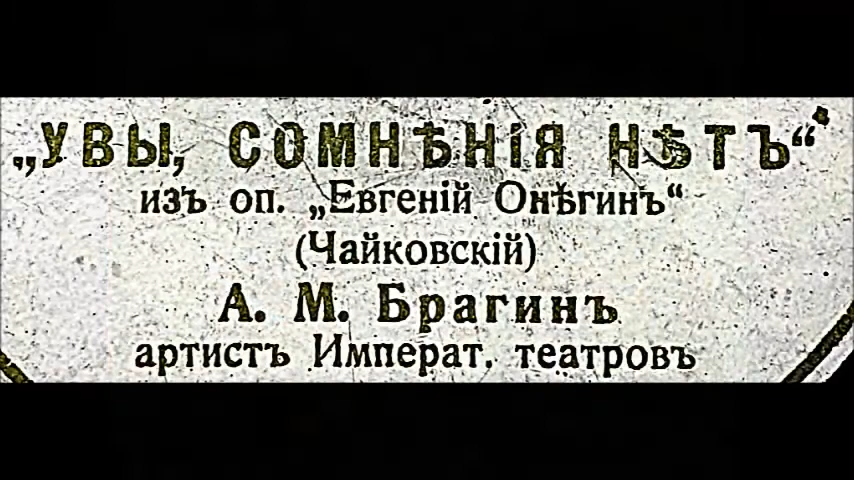 „УВЫ, СОМНѢНІЯ НѢТЪ“
изъ оп. „Евгеній Онѣгинъ“
(Чайковскій)
А. М. Брагинъ
артистъ Императ. театровъ